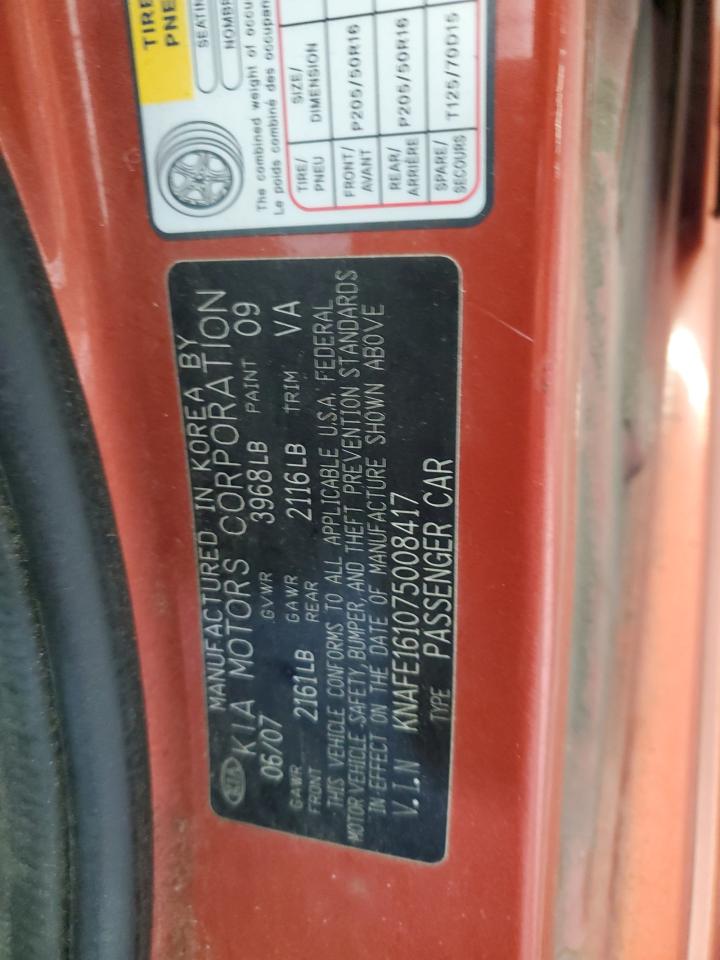 TIRE
PNE
SEATIN
NOMBR
The combined weight of occu
Le poids combiné des occupan
TIRE/ PNEU SIZE/ DIMENSION
FRONT/ AVANT P205/50R16
REAR/ ARRIÈRE P205/50R16
SPARE/ SECOURS T125/70D15
MANUFACTURED IN KOREA BY
KIA KIA MOTORS CORPORATION
06/07 GVWR 3968LB PAINT 09
GAWR FRONT 2161LB GAWR REAR 2116LB TRIM VA
THIS VEHICLE CONFORMS TO ALL APPLICABLE U.S.A. FEDERAL
MOTOR VEHICLE SAFETY, BUMPER, AND THEFT PREVENTION STANDARDS
IN EFFECT ON THE DATE OF MANUFACTURE SHOWN ABOVE
V.I.N KNAFE161075008417
TYPE PASSENGER CAR